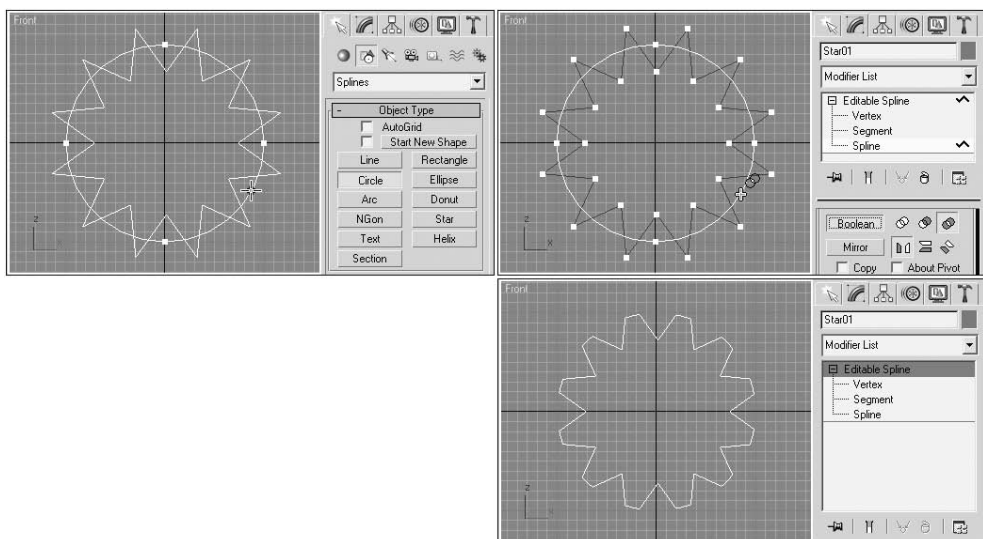 Front
Splines
- Object Type
AutoGrid
Start New Shape
Line Rectangle
Circle Ellipse
Arc Donut
NGon Star
Text Helix
Section
z
x
Front
Star01
Modifier List
Editable Spline
Vertex
Segment
Spline
Boolean
Mirror
Copy About Pivot
z
x
Front
Star01
Modifier List
Editable Spline
Vertex
Segment
Spline
z
x